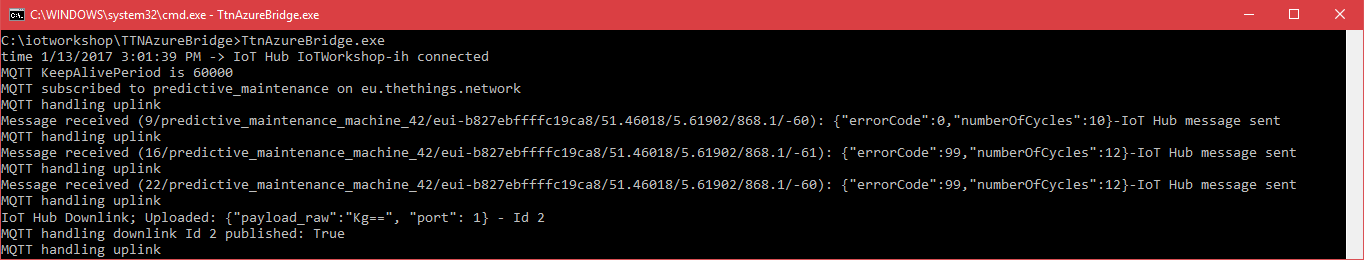 C:\WINDOWS\system32\cmd.exe - TtnAzureBridge.exe
C:\iotworkshop\TTNAzureBridge>TtnAzureBridge.exe
time 1/13/2017 3:01:39 PM -> IoT Hub IoTWorkshop-ih connected
MQTT KeepAlivePeriod is 60000
MQTT subscribed to predictive_maintenance on eu.thethings.network
MQTT handling uplink
Message received (9/predictive_maintenance_machine_42/eui-b827ebffffc19ca8/51.46018/5.61902/868.1/-60): {"errorCode":0,"numberOfCycles":10}-IoT Hub message sent
MQTT handling uplink
Message received (16/predictive_maintenance_machine_42/eui-b827ebffffc19ca8/51.46018/5.61902/868.1/-61): {"errorCode":99,"numberOfCycles":12}-IoT Hub message sent
MQTT handling uplink
Message received (22/predictive_maintenance_machine_42/eui-b827ebffffc19ca8/51.46018/5.61902/868.1/-60): {"errorCode":99,"numberOfCycles":12}-IoT Hub message sent
MQTT handling uplink
IoT Hub Downlink; Uploaded: {"payload_raw":"Kg==", "port": 1} - Id 2
MQTT handling downlink Id 2 published: True
MQTT handling uplink